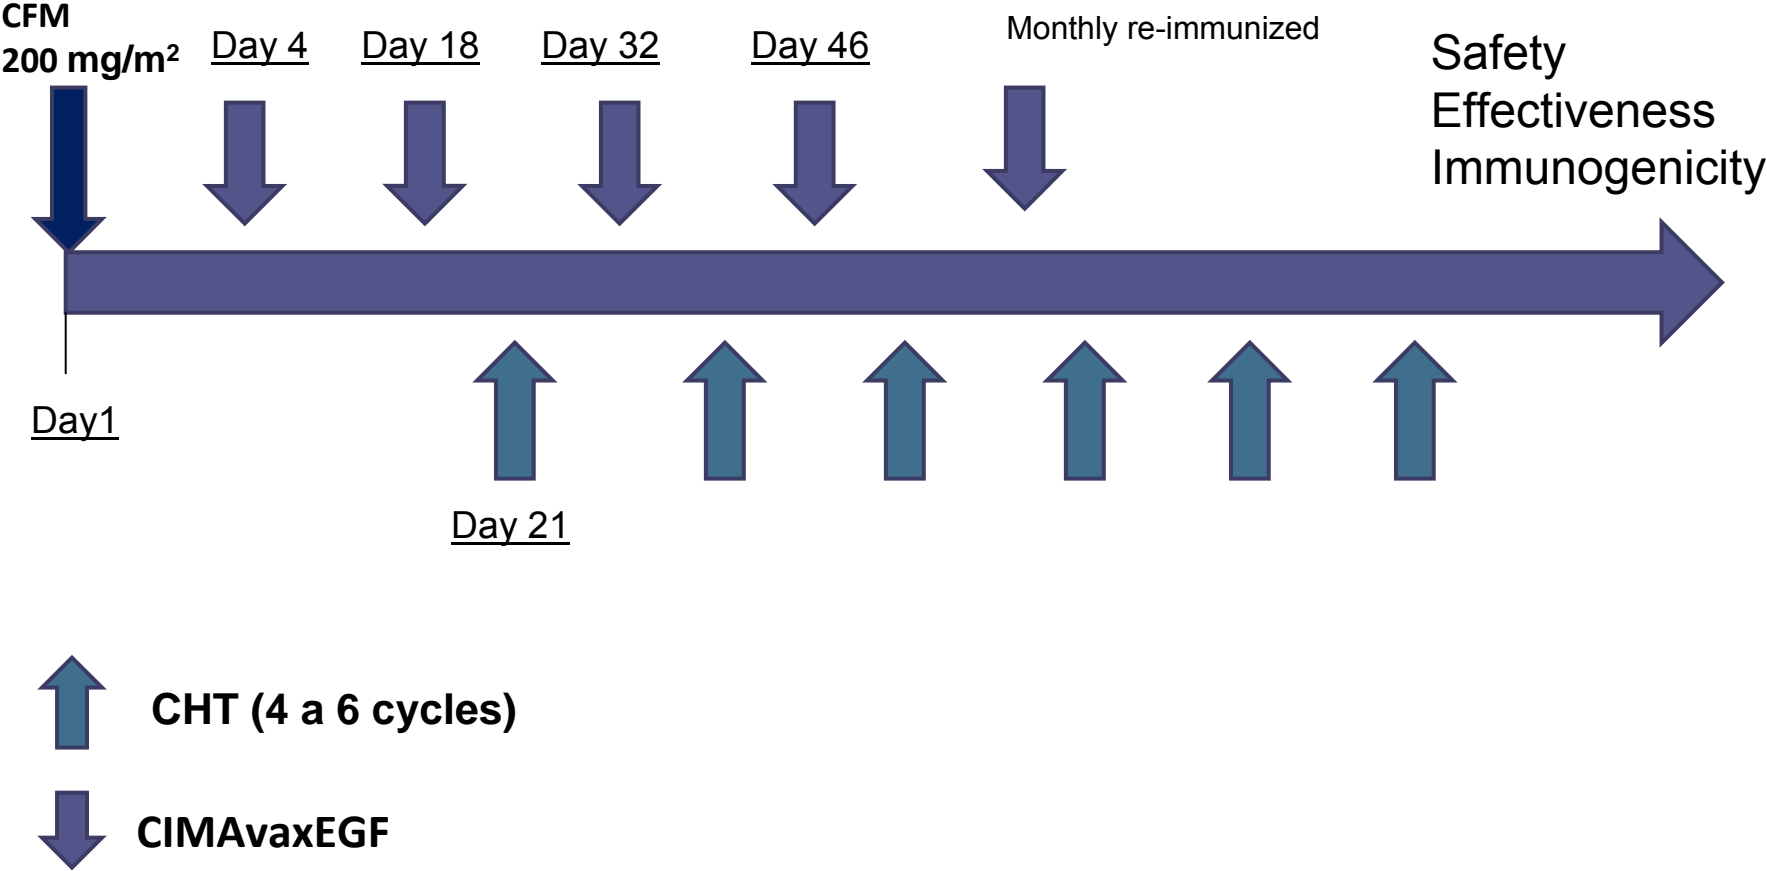 CFM
200 mg/m²
Day 4
Day 18
Day 32
Day 46
Monthly re-immunized
Safety
Effectiveness
Immunogenicity
Day1
Day 21
CHT (4 a 6 cycles)
CIMAvaxEGF